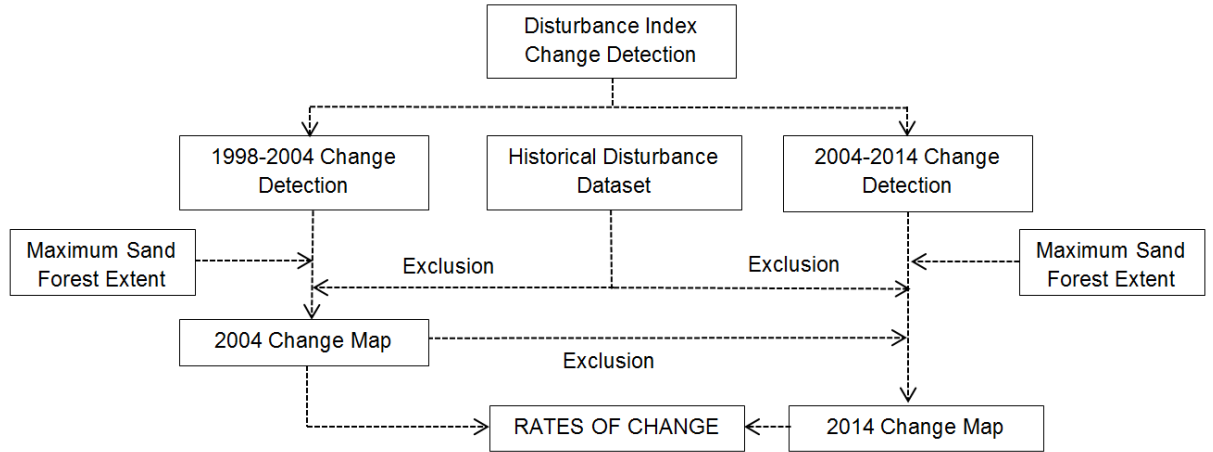 Disturbance Index
Change Detection
1998-2004 Change
Detection
Historical Disturbance
Dataset
2004-2014 Change
Detection
Maximum Sand
Forest Extent
Exclusion
Exclusion
Maximum Sand
Forest Extent
2004 Change Map
Exclusion
RATES OF CHANGE
2014 Change Map